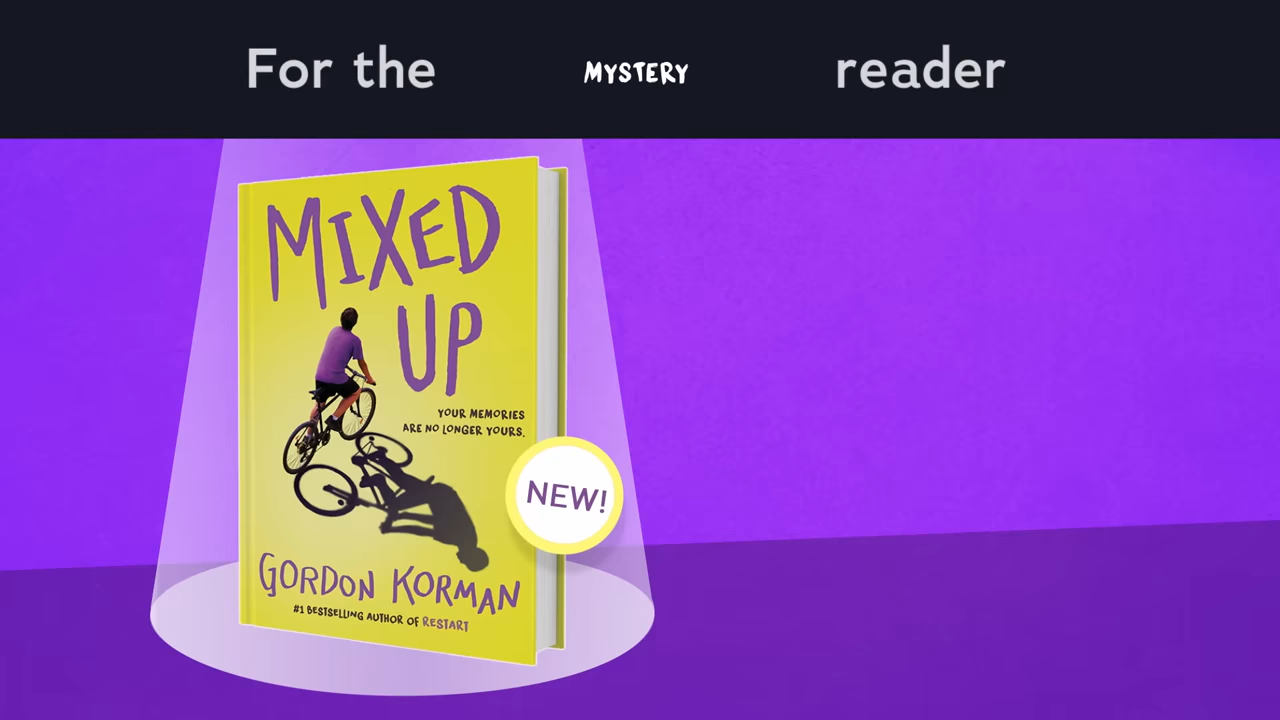 For the MYSTERY reader
MIXED
UP
YOUR MEMORIES
ARE NO LONGER YOURS.
NEW!
GORDON KORMAN
#1 BESTSELLING AUTHOR OF RESTART